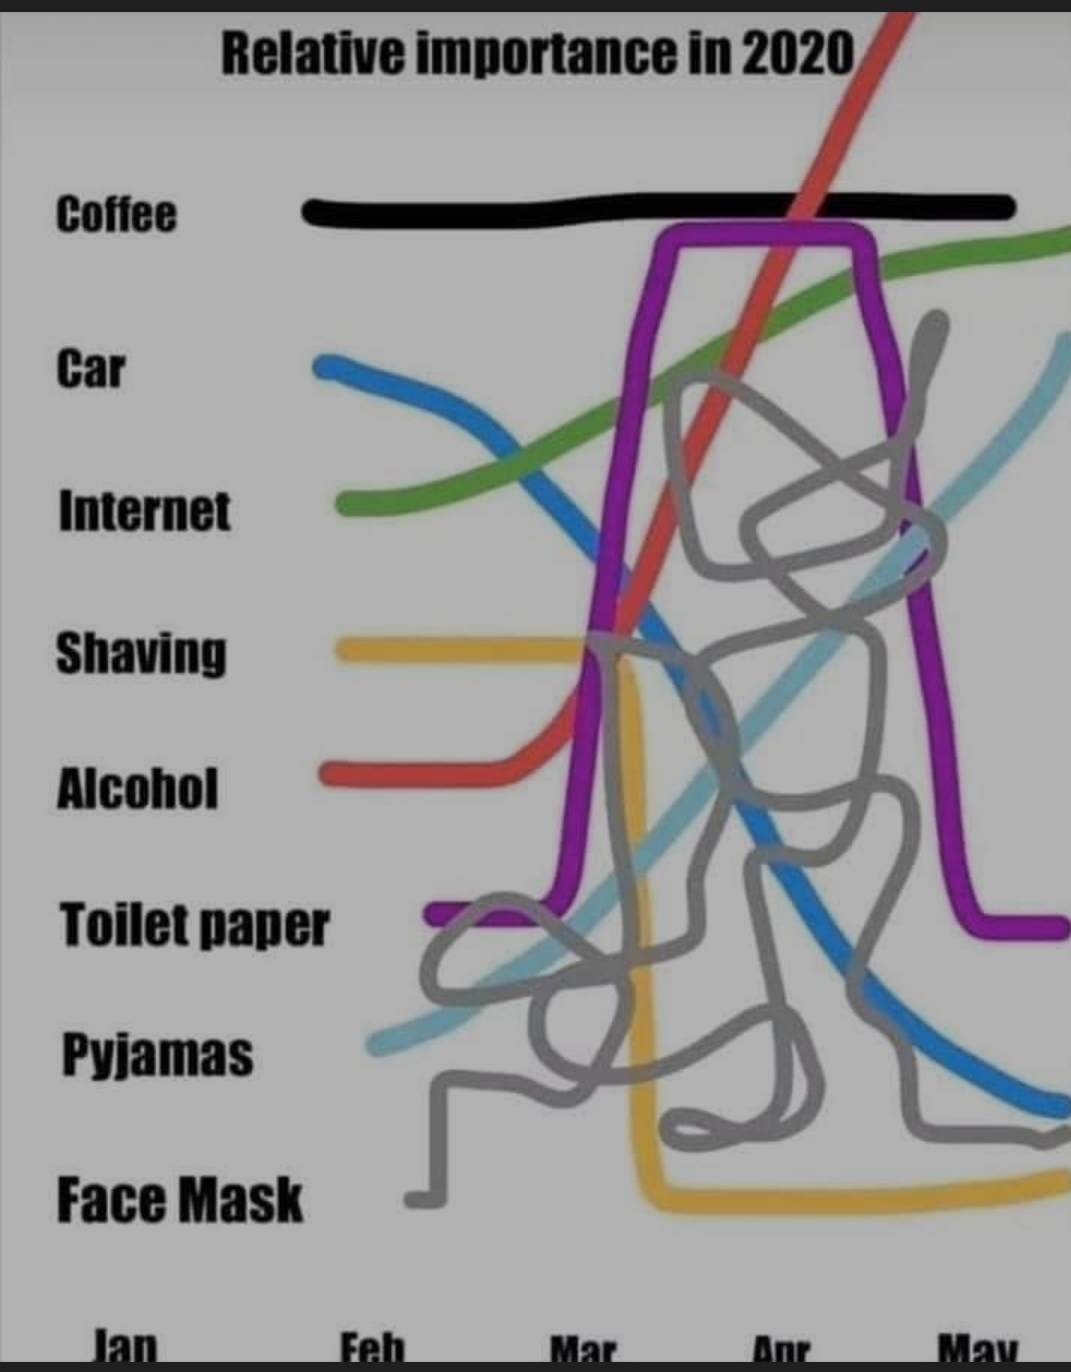 Relative importance in 2020
Coffee
Car
Internet
Shaving
Alcohol
Toilet paper
Pyjamas
Face Mask
Jan Feb Mar Apr May